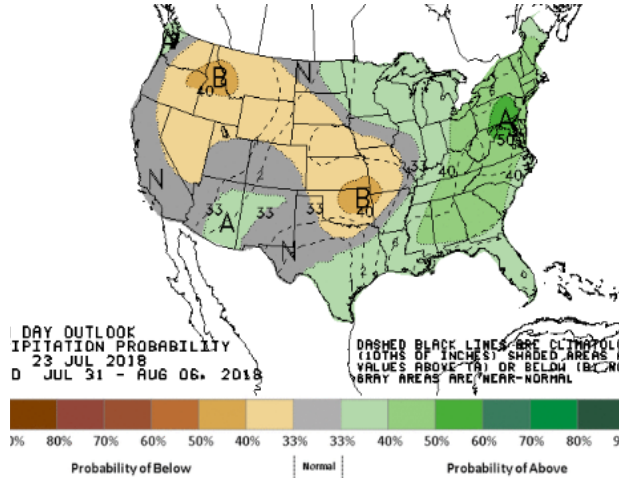 A
N
B
40
A
50
33
40
40
N
33
33
33
B
40
A
N
DAY OUTLOOK
IPITATION PROBABILITY
23 JUL 2018
JUL 31 - AUG 06, 2018
DASHED BLACK LINES ARE CLIMATOL
(10THS OF INCHES) SHADED AREAS A
VALUES ABOVE (A) OR BELOW (B)
GRAY AREAS ARE NEAR-NORMAL
0% 80% 70% 60% 50% 40% 33% 33% 40% 50% 60% 70% 80% 9
Probability of Below Normal Probability of Above